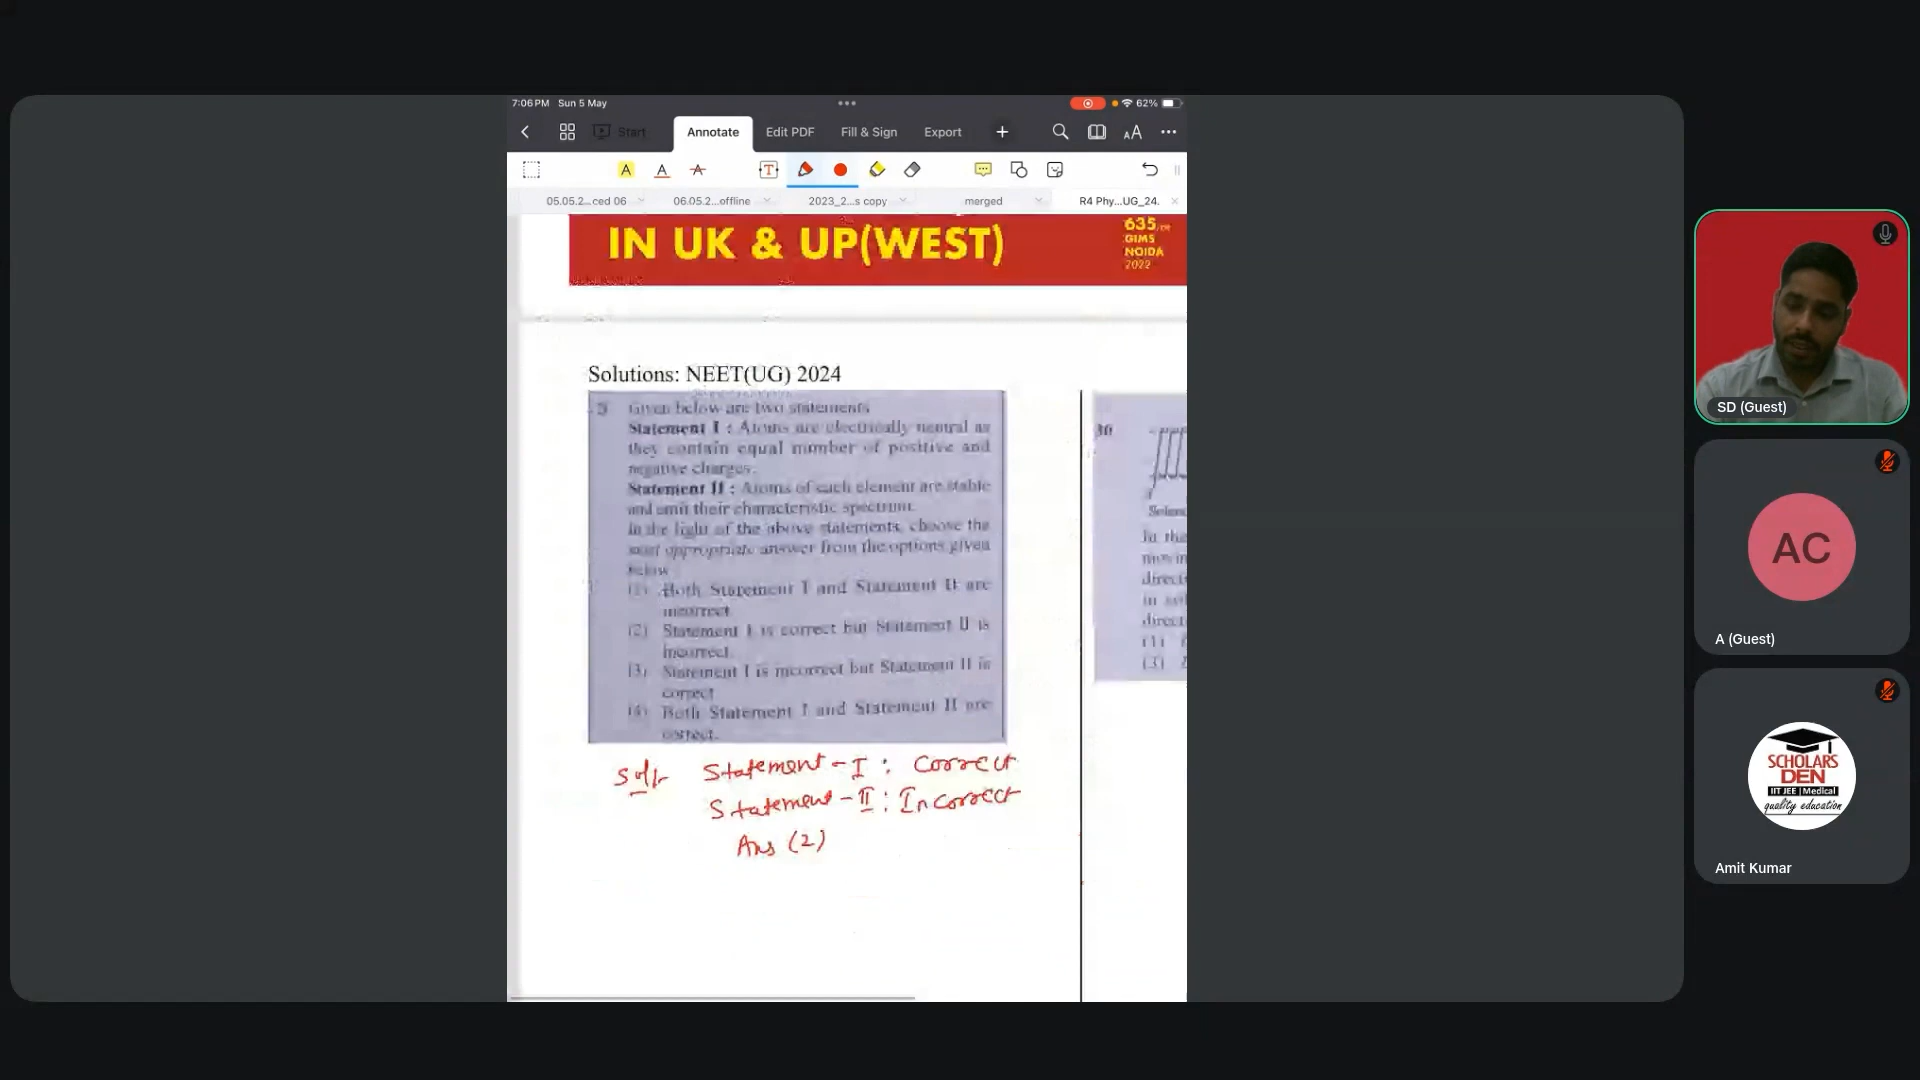 7:06 PM Sun 5 May
62%
Start
Annotate
Edit PDF
Fill & Sign
Export
05.05.2...ced 06
06.05.2...offline
2023_2...s copy
merged
R4 Phy...UG_24.
IN UK & UP(WEST)
635
GIMS
NOIDA
2022
Solutions: NEET(UG) 2024
Given below are two statements
Statement I : Atoms are electrically neutral as
they contain equal number of positive and
negative charges.
Statement II : Atoms of each element are stable
and emit their characteristic spectrum.
In the light of the above statements, choose the
most appropriate answer from the options given
below
(1) Both Statement I and Statement II are
incorrect.
(2) Statement I is correct but Statement II is
incorrect.
(3) Statement I is incorrect but Statement II is
correct
(4) Both Statement I and Statement II are
correct.
Statement-I : Correct
Statement-II : Incorrect
Ans (2)
30
In the
direct
direct
(1)
(3)
SD (Guest)
AC
A (Guest)
SCHOLARS
DEN
IIT JEE | Medical
quality education
Amit Kumar